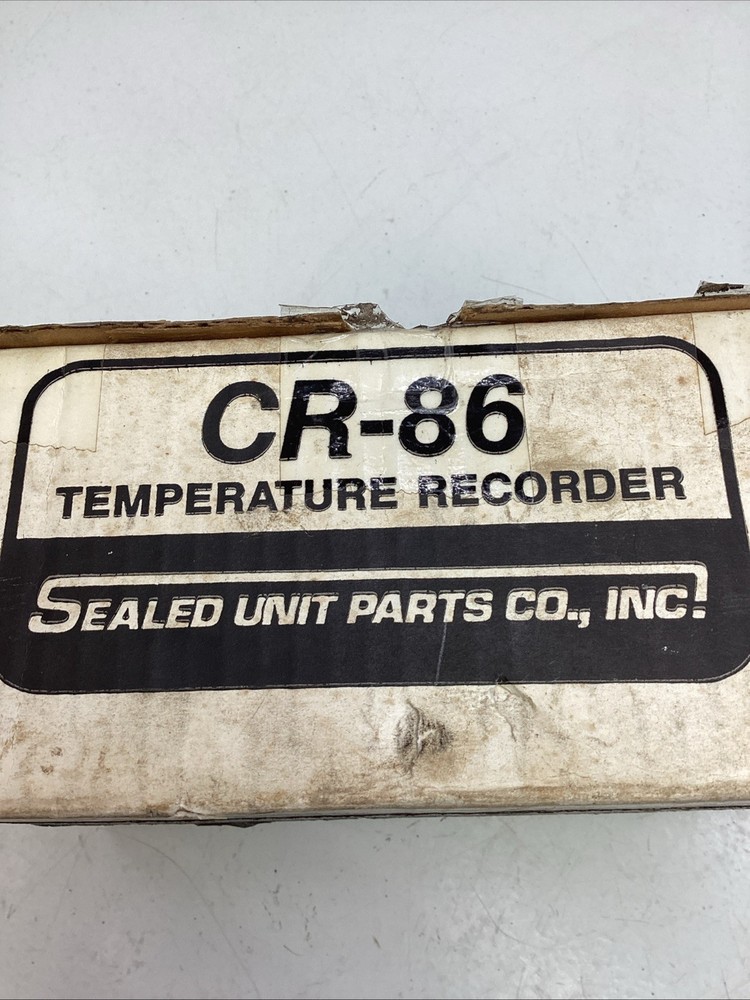 CR-86
TEMPERATURE RECORDER
SEALED UNIT PARTS CO., INC.